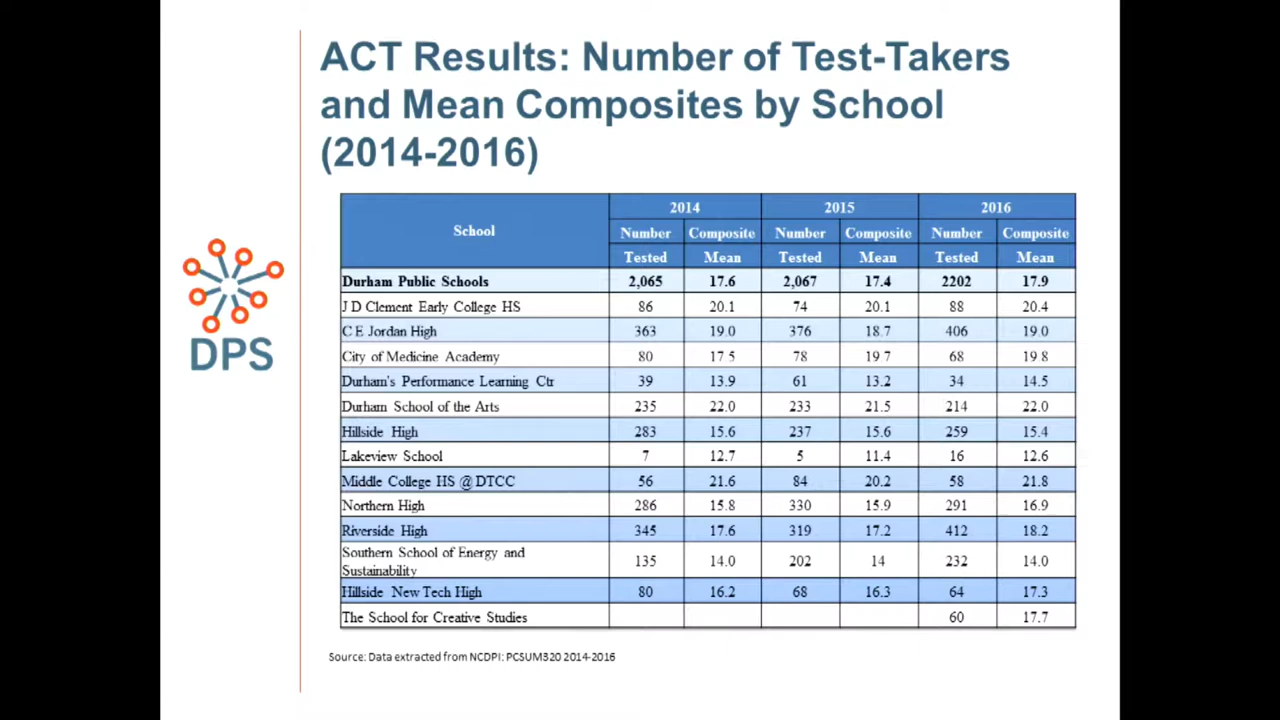 ACT Results: Number of Test-Takers
and Mean Composites by School
(2014-2016)
DPS
School 2014 2015 2016
Number Composite Number Composite Number Composite
Tested Mean Tested Mean Tested Mean
Durham Public Schools 2,065 17.6 2,067 17.4 2202 17.9
J D Clement Early College HS 86 20.1 74 20.1 88 20.4
C E Jordan High 363 19.0 376 18.7 406 19.0
City of Medicine Academy 80 17.5 78 19.7 68 19.8
Durham's Performance Learning Ctr 39 13.9 61 13.2 34 14.5
Durham School of the Arts 235 22.0 233 21.5 214 22.0
Hillside High 283 15.6 237 15.6 259 15.4
Lakeview School 7 12.7 5 11.4 16 12.6
Middle College HS @ DTCC 56 21.6 84 20.2 58 21.8
Northern High 286 15.8 330 15.9 291 16.9
Riverside High 345 17.6 319 17.2 412 18.2
Southern School of Energy and
Sustainability 135 14.0 202 14 232 14.0
Hillside New Tech High 80 16.2 68 16.3 64 17.3
The School for Creative Studies 60 17.7
Source: Data extracted from NCDPI: PCSUM320 2014-2016